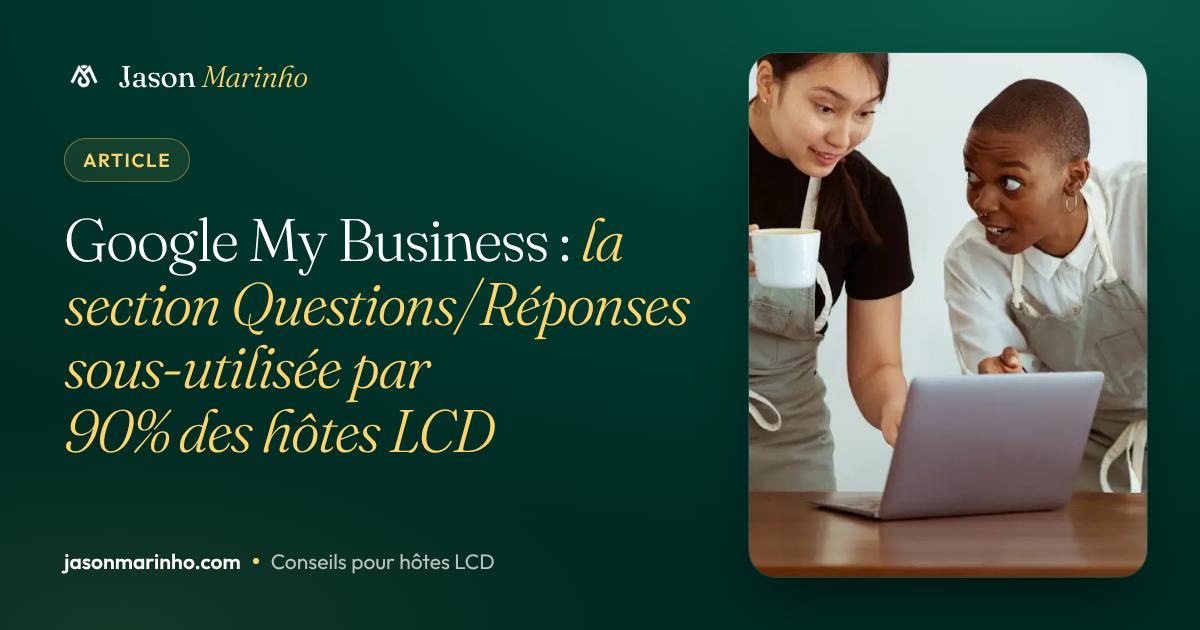 Jason Marinho
ARTICLE
Google My Business : la
section Questions/Réponses
sous-utilisée par
90% des hôtes LCD
jasonmarinho.com • Conseils pour hôtes LCD